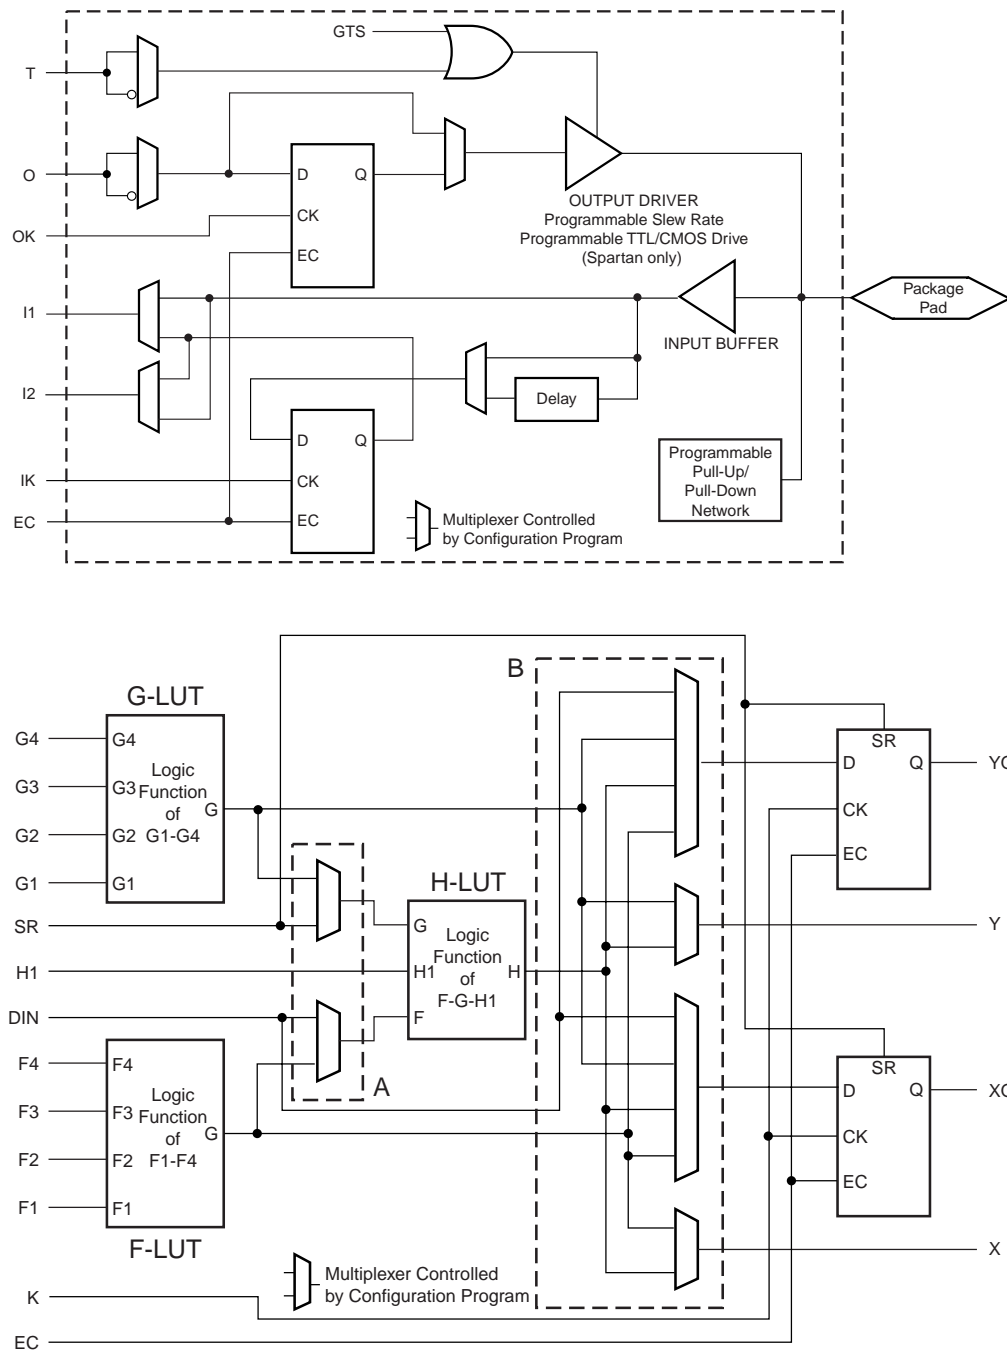 GTS
T
O
D
Q
OK
CK
EC
OUTPUT DRIVER
Programmable Slew Rate
Programmable TTL/CMOS Drive
(Spartan only)
I1
INPUT BUFFER
Package
Pad
I2
Delay
D
Q
Programmable
Pull-Up/
Pull-Down
Network
IK
CK
EC
EC
Multiplexer Controlled
by Configuration Program
B
G-LUT
G4
G4
G3
G3
G2
G2
G1
G1
Logic
Function
of
G1-G4
G
SR
D
Q
CK
EC
SR
H-LUT
G
H1
F
Logic
Function
of
F-G-H1
H
Y
H1
DIN
A
F4
F4
F3
F3
F2
F2
F1
F1
Logic
Function
of
F1-F4
G
F-LUT
SR
D
Q
CK
EC
X
Multiplexer Controlled
by Configuration Program
K
EC